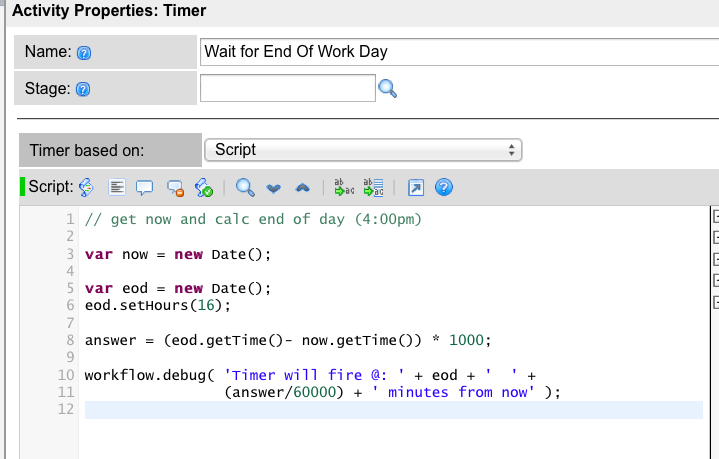 Activity Properties: Timer
Name:
Wait for End Of Work Day
Stage:
Timer based on:
Script
Script:
1 // get now and calc end of day (4:00pm)
2
3 var now = new Date();
4
5 var eod = new Date();
6 eod.setHours(16);
7
8 answer = (eod.getTime()- now.getTime()) * 1000;
9
10 workflow.debug( 'Timer will fire @: ' + eod + '  ' +
11 (answer/60000) + ' minutes from now' );
12